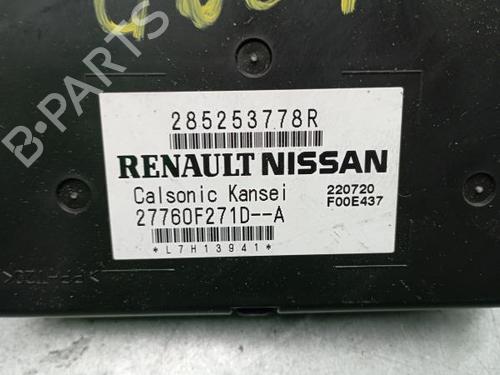 285253778R
RENAULT NISSAN
Calsonic Kansei
220720
27760F271D--A
F00E437
*L7H13941*
B-PARTS